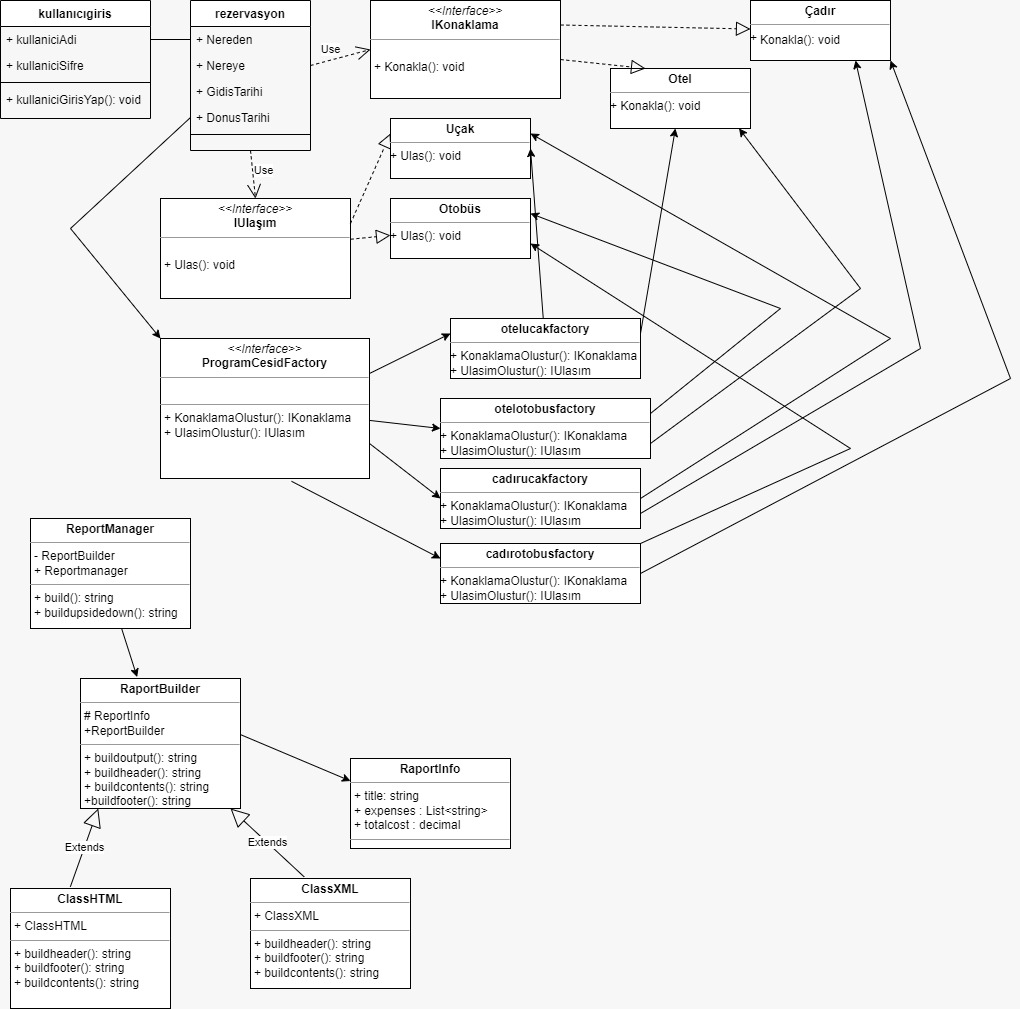 kullanıcıgiris
+ kullaniciAdi
+ kullaniciSifre
+ kullaniciGirisYap(): void
rezervasyon
+ Nereden
+ Nereye
+ GidisTarihi
+ DonusTarihi
Use
<<Interface>>
IKonaklama
+ Konakla(): void
Çadır
+ Konakla(): void
Otel
+ Konakla(): void
Use
Uçak
+ Ulas(): void
<<Interface>>
IUlaşım
+ Ulas(): void
Otobüs
+ Ulas(): void
<<Interface>>
ProgramCesidFactory
+ KonaklamaOlustur(): IKonaklama
+ UlasimOlustur(): IUlasım
otelucakfactory
+ KonaklamaOlustur(): IKonaklama
+ UlasimOlustur(): IUlasım
otelotobusfactory
+ KonaklamaOlustur(): IKonaklama
+ UlasimOlustur(): IUlasım
cadırucakfactory
+ KonaklamaOlustur(): IKonaklama
+ UlasimOlustur(): IUlasım
cadırotobusfactory
+ KonaklamaOlustur(): IKonaklama
+ UlasimOlustur(): IUlasım
ReportManager
- ReportBuilder
+ Reportmanager
+ build(): string
+ buildupsidedown(): string
RaportBuilder
# ReportInfo
+ReportBuilder
+ buildoutput(): string
+ buildheader(): string
+ buildcontents(): string
+buildfooter(): string
RaportInfo
+ title: string
+ expenses : List<string>
+ totalcost : decimal
Extends
Extends
ClassHTML
+ ClassHTML
+ buildheader(): string
+ buildfooter(): string
+ buildcontents(): string
ClassXML
+ ClassXML
+ buildheader(): string
+ buildfooter(): string
+ buildcontents(): string